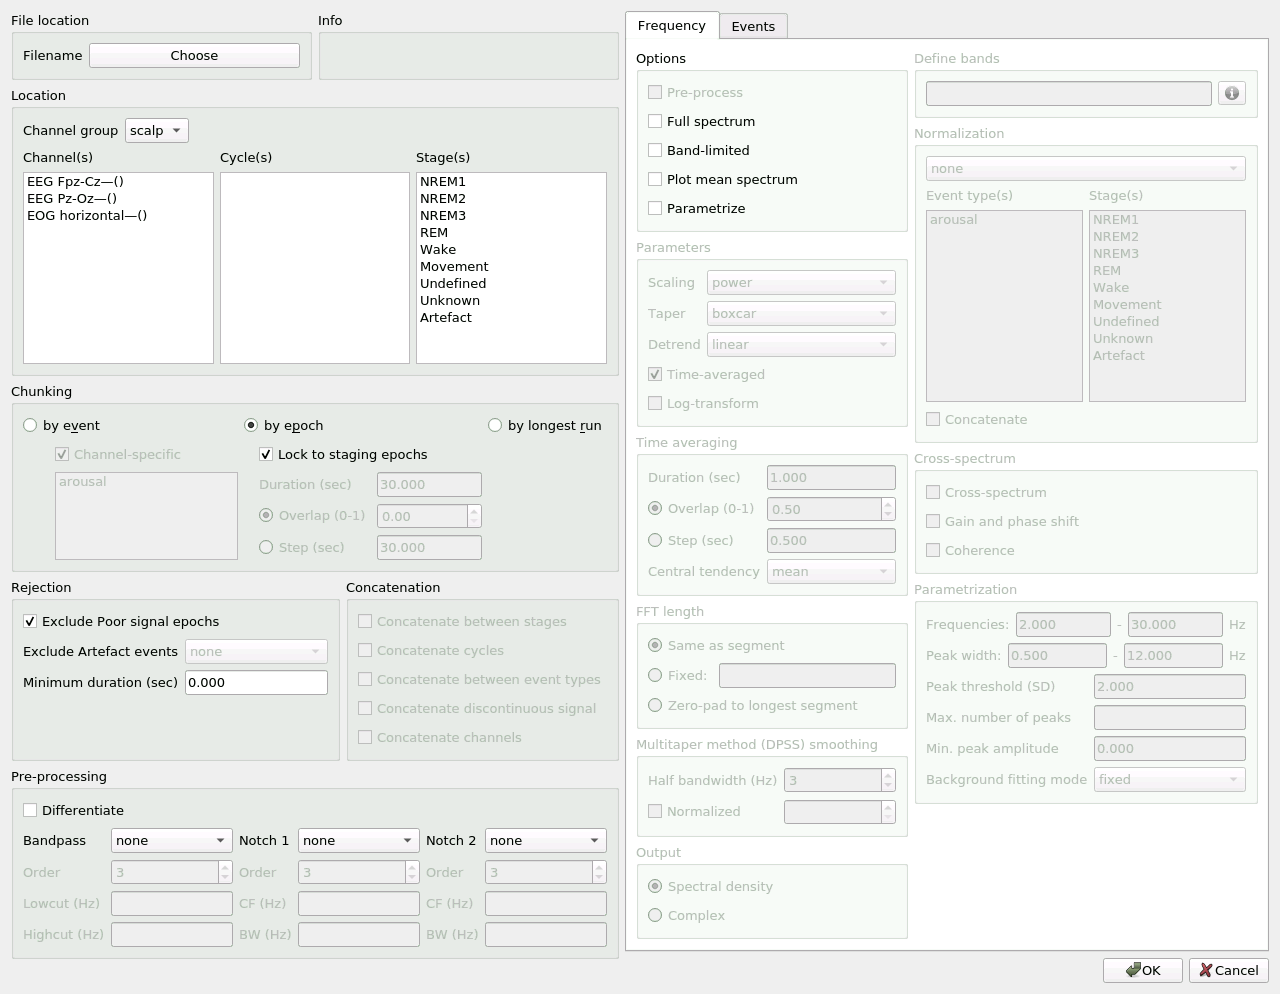 File location
Filename
Choose
Info
Location
Channel group
scalp
Channel(s)
Cycle(s)
Stage(s)
EEG Fpz-Cz—()
EEG Pz-Oz—()
EOG horizontal—()
NREM1
NREM2
NREM3
REM
Wake
Movement
Undefined
Unknown
Artefact
Chunking
by event
by epoch
by longest run
Channel-specific
arousal
Lock to staging epochs
Duration (sec)
30.000
Overlap (0-1)
0.00
Step (sec)
30.000
Rejection
Exclude Poor signal epochs
Exclude Artefact events
none
Minimum duration (sec)
0.000
Concatenation
Concatenate between stages
Concatenate cycles
Concatenate between event types
Concatenate discontinuous signal
Concatenate channels
Pre-processing
Differentiate
Bandpass
none
Notch 1
none
Notch 2
none
Order
3
Order
3
Order
3
Lowcut (Hz)
CF (Hz)
CF (Hz)
Highcut (Hz)
BW (Hz)
BW (Hz)
Frequency
Events
Options
Pre-process
Full spectrum
Band-limited
Plot mean spectrum
Parametrize
Parameters
Scaling
power
Taper
boxcar
Detrend
linear
Time-averaged
Log-transform
Time averaging
Duration (sec)
1.000
Overlap (0-1)
0.50
Step (sec)
0.500
Central tendency
mean
FFT length
Same as segment
Fixed:
Zero-pad to longest segment
Multitaper method (DPSS) smoothing
Half bandwidth (Hz)
3
Normalized
Output
Spectral density
Complex
Define bands
Normalization
none
Event type(s)
Stage(s)
arousal
NREM1
NREM2
NREM3
REM
Wake
Movement
Undefined
Unknown
Artefact
Concatenate
Cross-spectrum
Cross-spectrum
Gain and phase shift
Coherence
Parametrization
Frequencies:
2.000
-
30.000
Hz
Peak width:
0.500
-
12.000
Hz
Peak threshold (SD)
2.000
Max. number of peaks
Min. peak amplitude
0.000
Background fitting mode
fixed
OK
Cancel